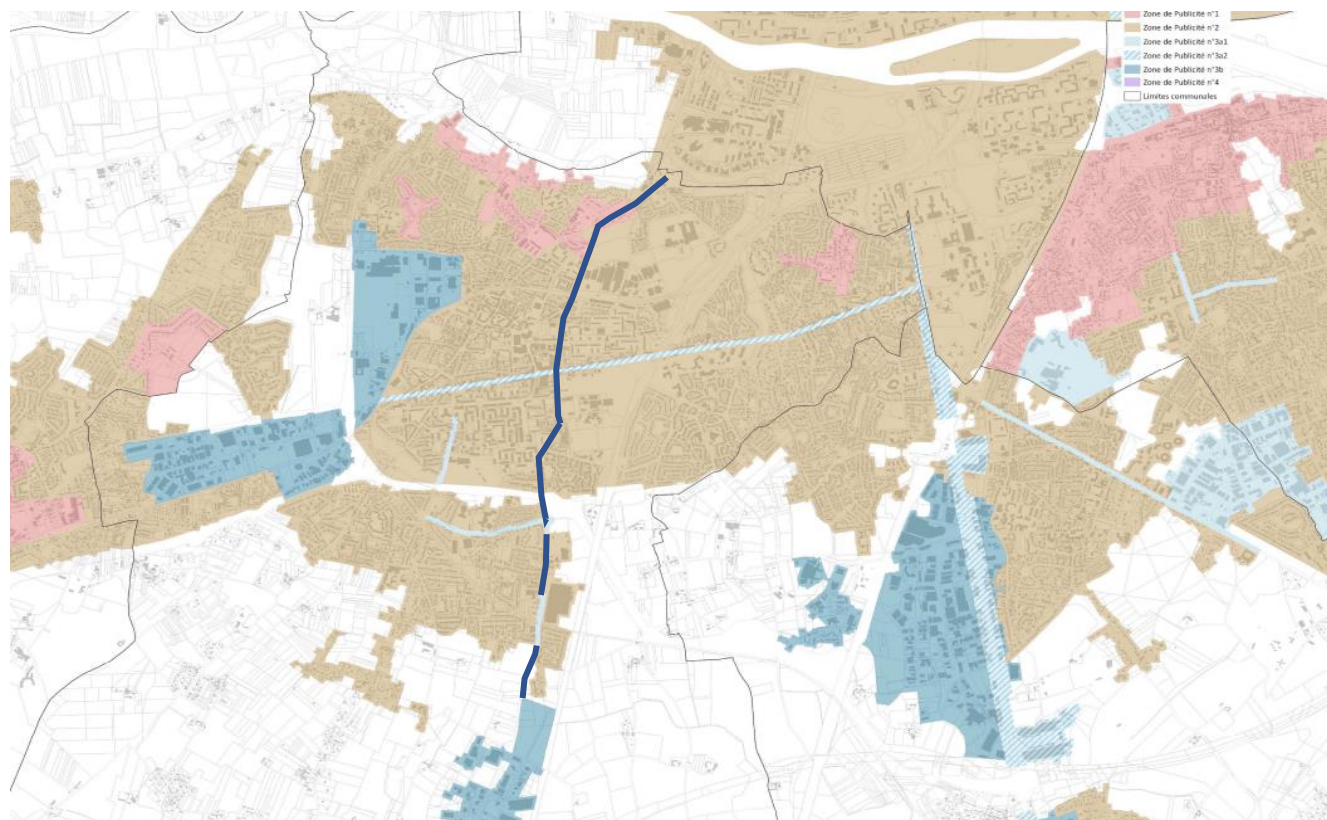 Zone de Publicité n°1
Zone de Publicité n°2
Zone de Publicité n°3a1
Zone de Publicité n°3a2
Zone de Publicité n°3b
Zone de Publicité n°4
Limites communales